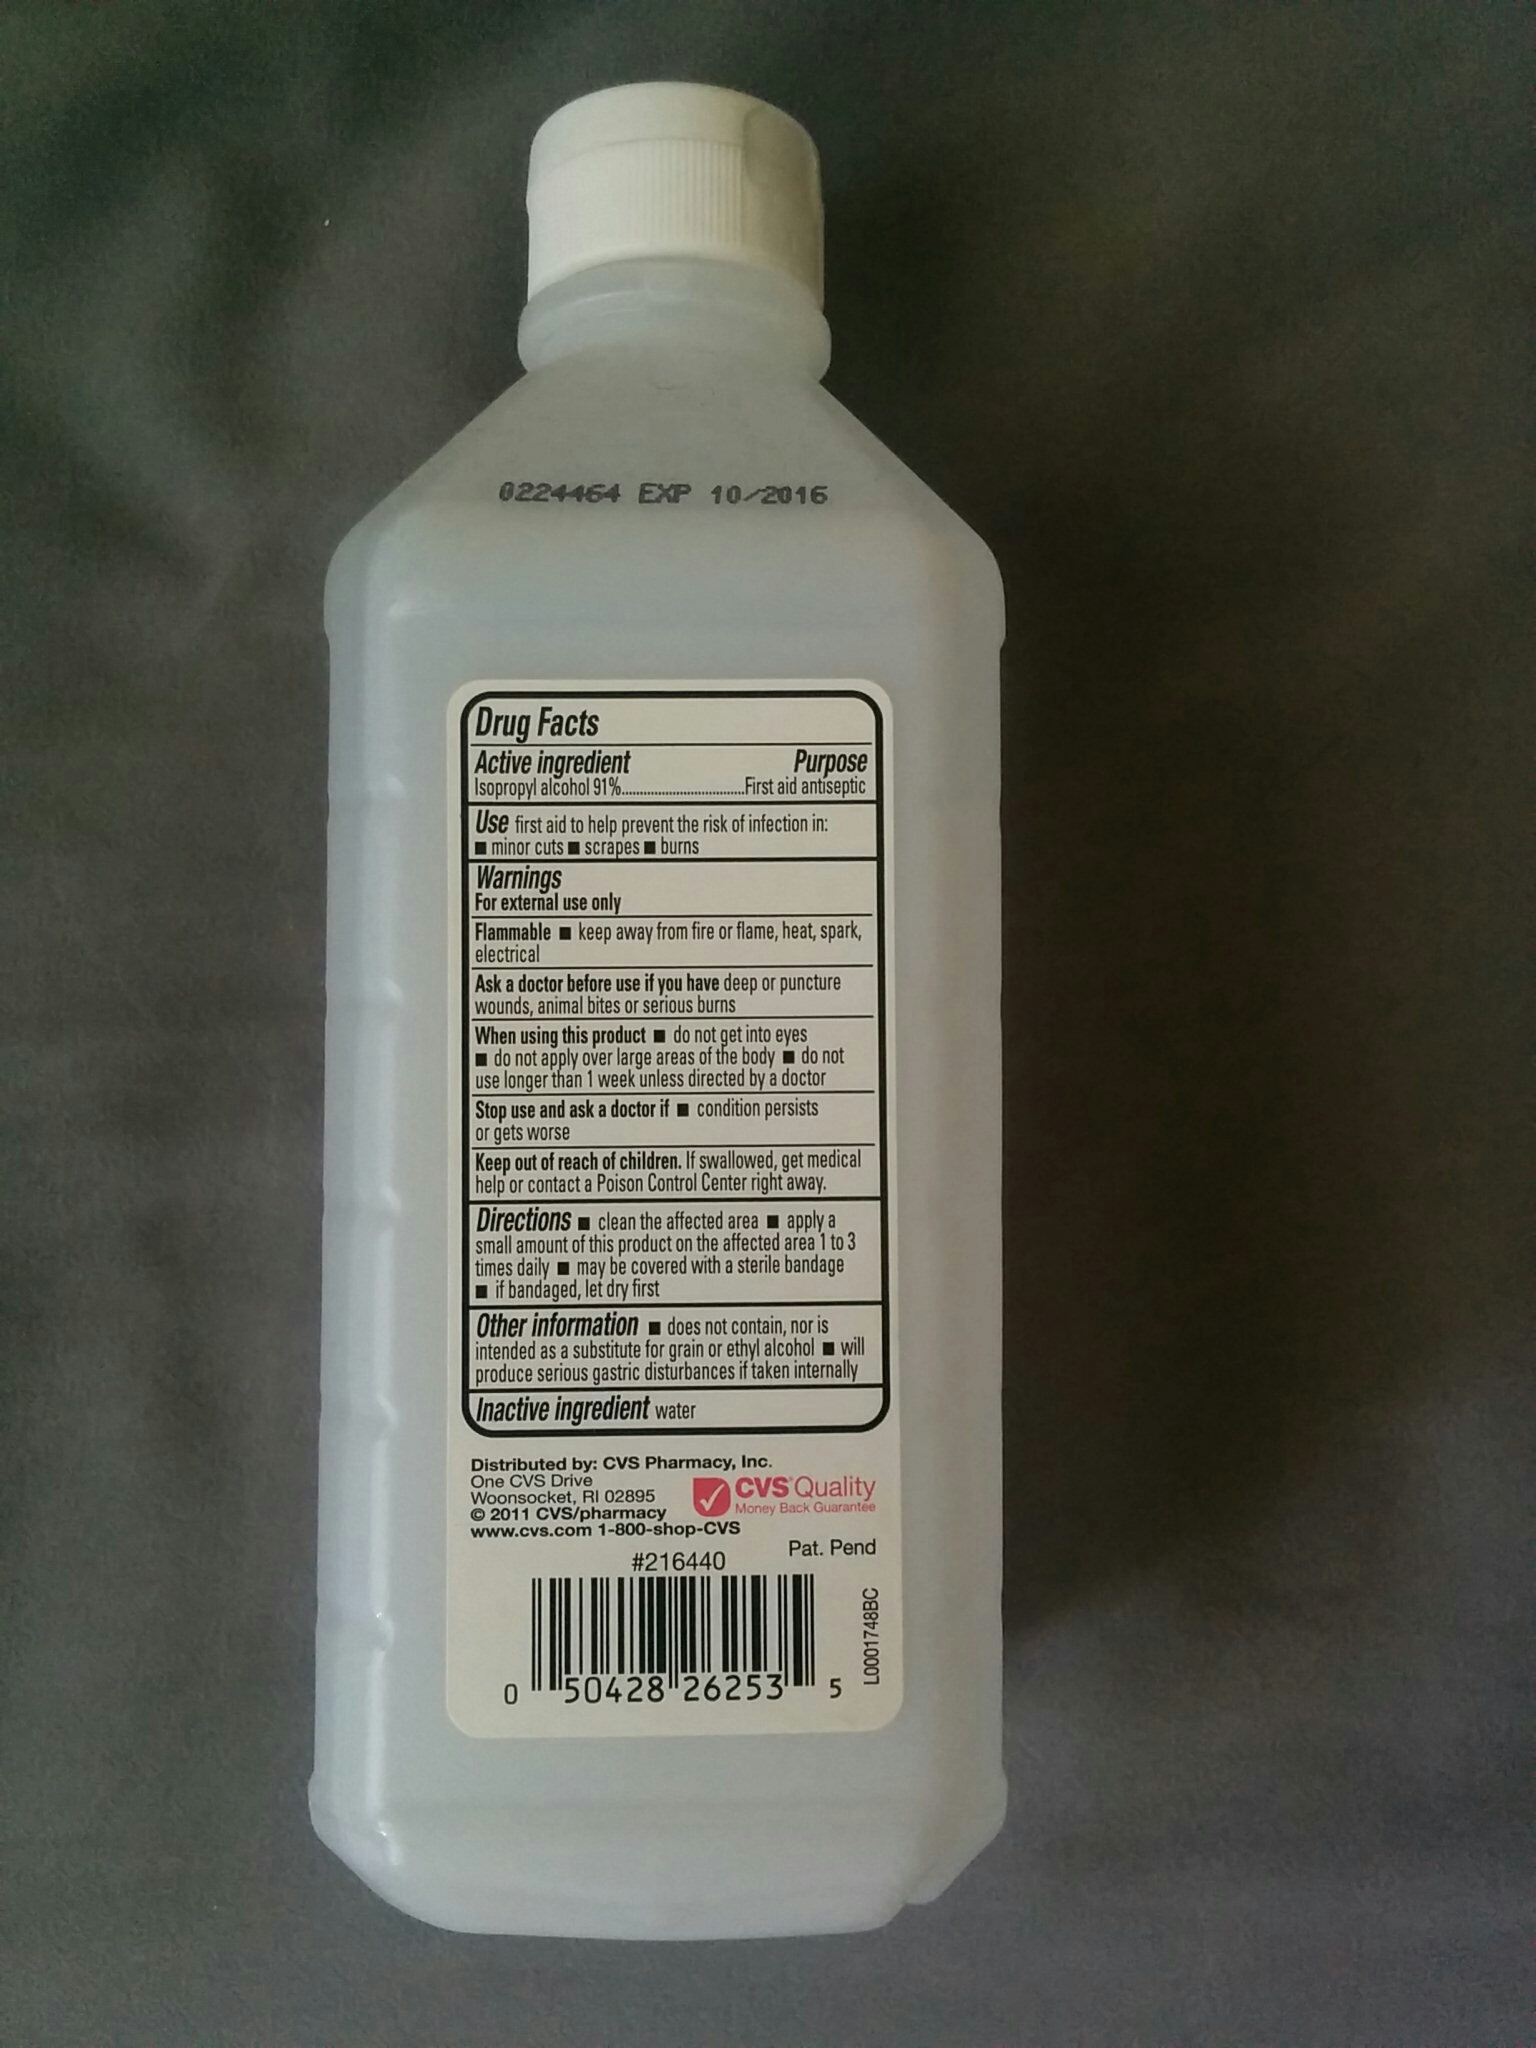 0224464 EXP 10/2016
Drug Facts
Active ingredient Purpose
Isopropyl alcohol 91%................................First aid antiseptic
Use first aid to help prevent the risk of infection in:
■ minor cuts ■ scrapes ■ burns
Warnings
For external use only
Flammable ■ keep away from fire or flame, heat, spark,
electrical
Ask a doctor before use if you have deep or puncture
wounds, animal bites or serious burns
When using this product ■ do not get into eyes
■ do not apply over large areas of the body ■ do not
use longer than 1 week unless directed by a doctor
Stop use and ask a doctor if ■ condition persists
or gets worse
Keep out of reach of children. If swallowed, get medical
help or contact a Poison Control Center right away.
Directions ■ clean the affected area ■ apply a
small amount of this product on the affected area 1 to 3
times daily ■ may be covered with a sterile bandage
■ if bandaged, let dry first
Other information ■ does not contain, nor is
intended as a substitute for grain or ethyl alcohol ■ will
produce serious gastric disturbances if taken internally
Inactive ingredient water
Distributed by: CVS Pharmacy, Inc.
One CVS Drive
Woonsocket, RI 02895
© 2011 CVS/pharmacy
www.cvs.com 1-800-shop-CVS
CVS® Quality
Money Back Guarantee
Pat. Pend
#216440
0 50428 26253 5
L0001748BC